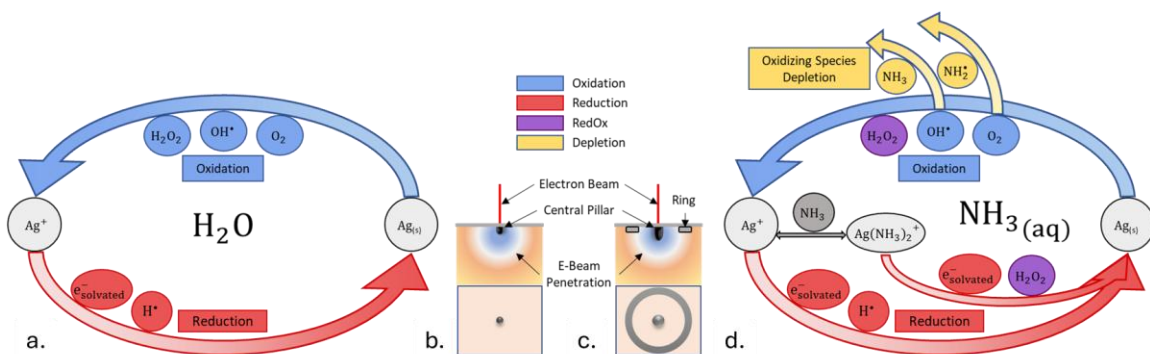 H₂O₂
OH•
O₂
Oxidation
Ag⁺
H₂O
Ag₍ₛ₎
e⁻solvated
H•
Reduction
a.
Oxidation
Reduction
RedOx
Depletion
Electron Beam
Central Pillar
Ring
E-Beam
Penetration
b.
c.
Oxidizing Species
Depletion
NH₃
NH₂•
H₂O₂
OH•
O₂
Oxidation
Ag⁺
NH₃
Ag(NH₃)₂⁺
NH₃ (aq)
Ag₍ₛ₎
e⁻solvated
H₂O₂
e⁻solvated
H•
Reduction
d.